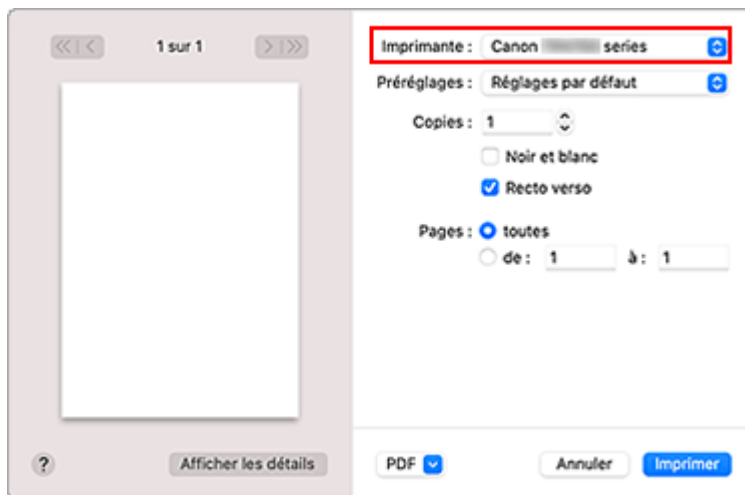 1 sur 1
Imprimante : Canon series
Préréglages : Réglages par défaut
Copies : 1
Noir et blanc
Recto verso
Pages : toutes
de : 1 à : 1
? Afficher les détails PDF Annuler Imprimer